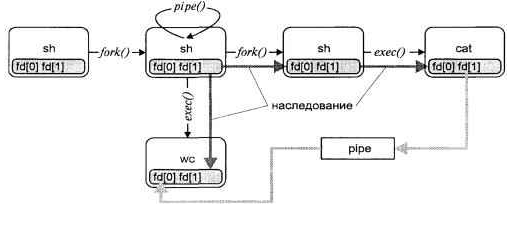 pipe()
sh
fork()
sh
fork()
sh
exec()
cat
fd[0] fd[1]
fd[0] fd[1]
fd[0] fd[1]
fd[0] fd[1]
exec()
наследование
wc
pipe
fd[0] fd[1]